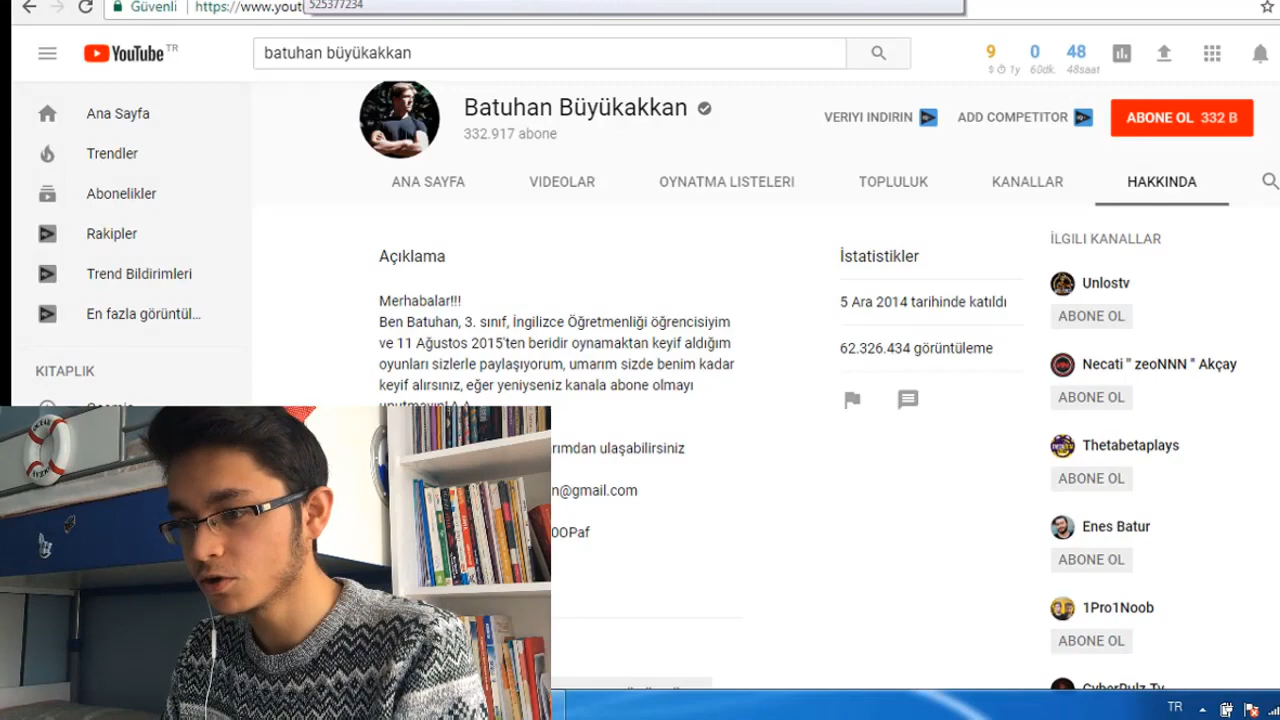 Güvenli
https://www.yout
525377234
YouTube TR
batuhan büyükakkan
9 0 48
$ 1y 60dk. 48saat
Batuhan Büyükakkan
332.917 abone
VERIYI INDIRIN
ADD COMPETITOR
ABONE OL 332 B
ANA SAYFA VIDEOLAR OYNATMA LISTELERI TOPLULUK KANALLAR HAKKINDA
Ana Sayfa
Trendler
Abonelikler
Rakipler
Trend Bildirimleri
En fazla görüntül...
KITAPLIK
Açıklama
Merhabalar!!!
Ben Batuhan, 3. sınıf, İngilizce Öğretmenliği öğrencisiyim
ve 11 Ağustos 2015'ten beridir oynamaktan keyif aldığım
oyunları sizlerle paylaşıyorum, umarım sizde benim kadar
keyif alırsınız, eğer yeniyseniz kanala abone olmayı
rımdan ulaşabilirsiniz
n@gmail.com
0OPaf
İstatistikler
5 Ara 2014 tarihinde katıldı
62.326.434 görüntüleme
İLGILI KANALLAR
Unlostv
ABONE OL
Necati " zeoNNN " Akçay
ABONE OL
Thetabetaplays
ABONE OL
Enes Batur
ABONE OL
1Pro1Noob
ABONE OL
CyberRulz Tv
TR